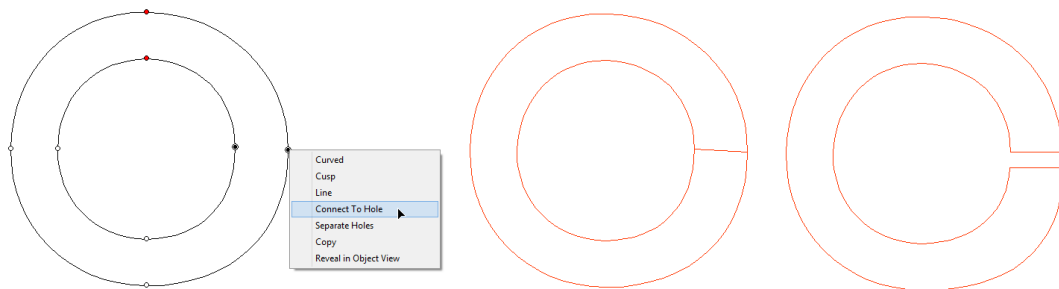 Curved
Cusp
Line
Connect To Hole
Separate Holes
Copy
Reveal in Object View